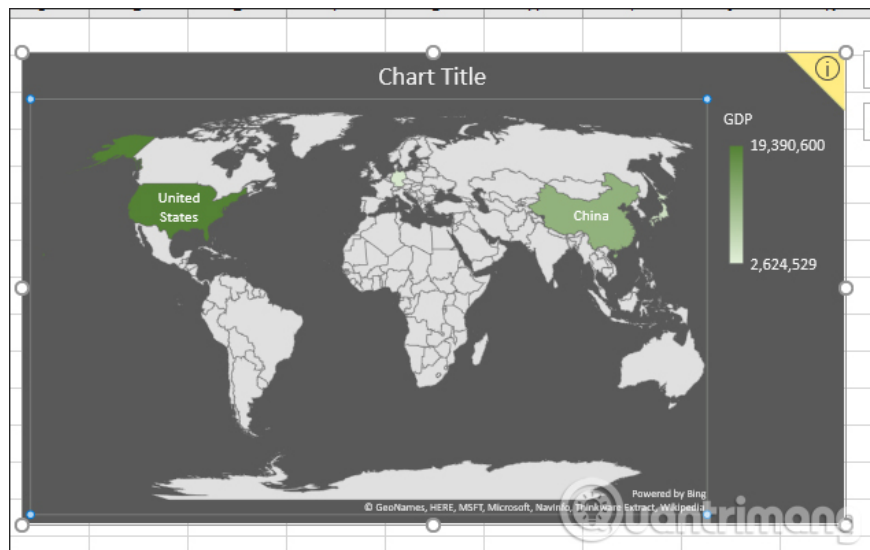 Chart Title
GDP
19,390,600
2,624,529
United
States
China
Powered by Bing
© GeoNames, HERE, MSFT, Microsoft, NavInfo, Thinkware Extract, Wikipedia
Quantrimang